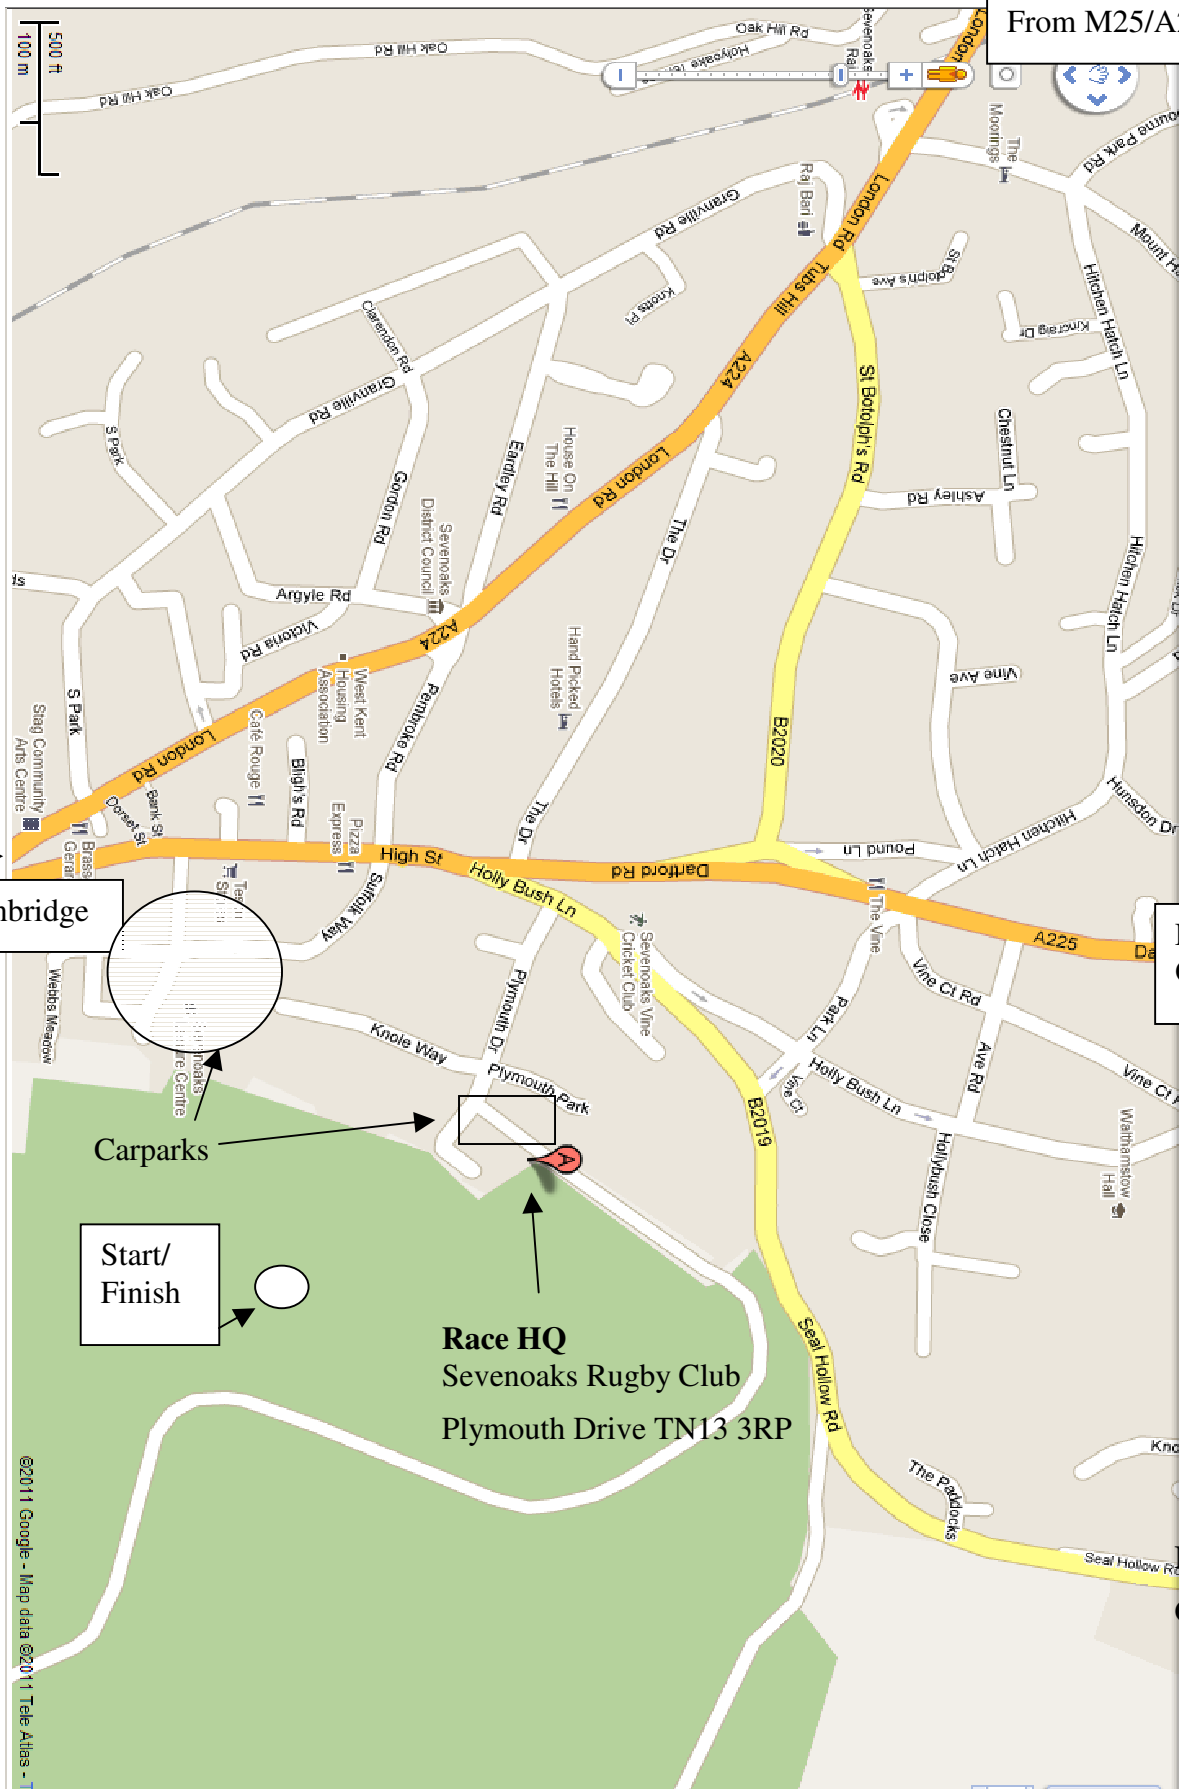 From M25/A2
500 ft
100 m
Oak Hill Rd
Oak Hill Rd
Oak Hill Rd
Holyoake
Sevenoaks
Rail
London
The
Moorings
Mount H
Hitchen Hatch Ln
Raj Bari
London Rd
Granville Rd
Tubs Hill
St Botolph's Ave
Knotts Pl
Kincraig Dr
Clarendon Rd
A224
St Botolph's Rd
Granville Rd
Chestnut Ln
S Park
Eardley Rd
House On
The Hill
London Rd
Gordon Rd
Ashley Rd
Sevenoaks
District Council
The Dr
Hitchen Hatch Ln
Argyle Rd
Victoria Rd
A224
Hand Picked
Hotels
West Kent
Housing
Association
Vine Ave
S Park
Pembroke Rd
B2020
Stag Community
Arts Centre
London Rd
Café Rouge
Bligh's Rd
Bank St
Dorset St
Pizza
Express
The Dr
Hunsdon Dr
Hitchen Hatch Ln
Pound Ln
High St
Dartford Rd
Holly Bush Ln
Suffolk Way
The Vine
A225
nbridge
Sevenoaks Vine
Cricket Club
Vine Ct Rd
Webbs Meadow
Plymouth Dr
Park Ln
Knole Way
Plymouth Park
Vine Ct
Holly Bush Ln
Ave Rd
Vine Ct
B2019
Walthamstow
Hall
Hollybush Close
Carparks
A
Start/
Finish
Race HQ
Sevenoaks Rugby Club
Plymouth Drive TN13 3RP
Seal Hollow Rd
The Paddocks
Seal Hollow Rd
©2011 Google - Map data ©2011 Tele Atlas -